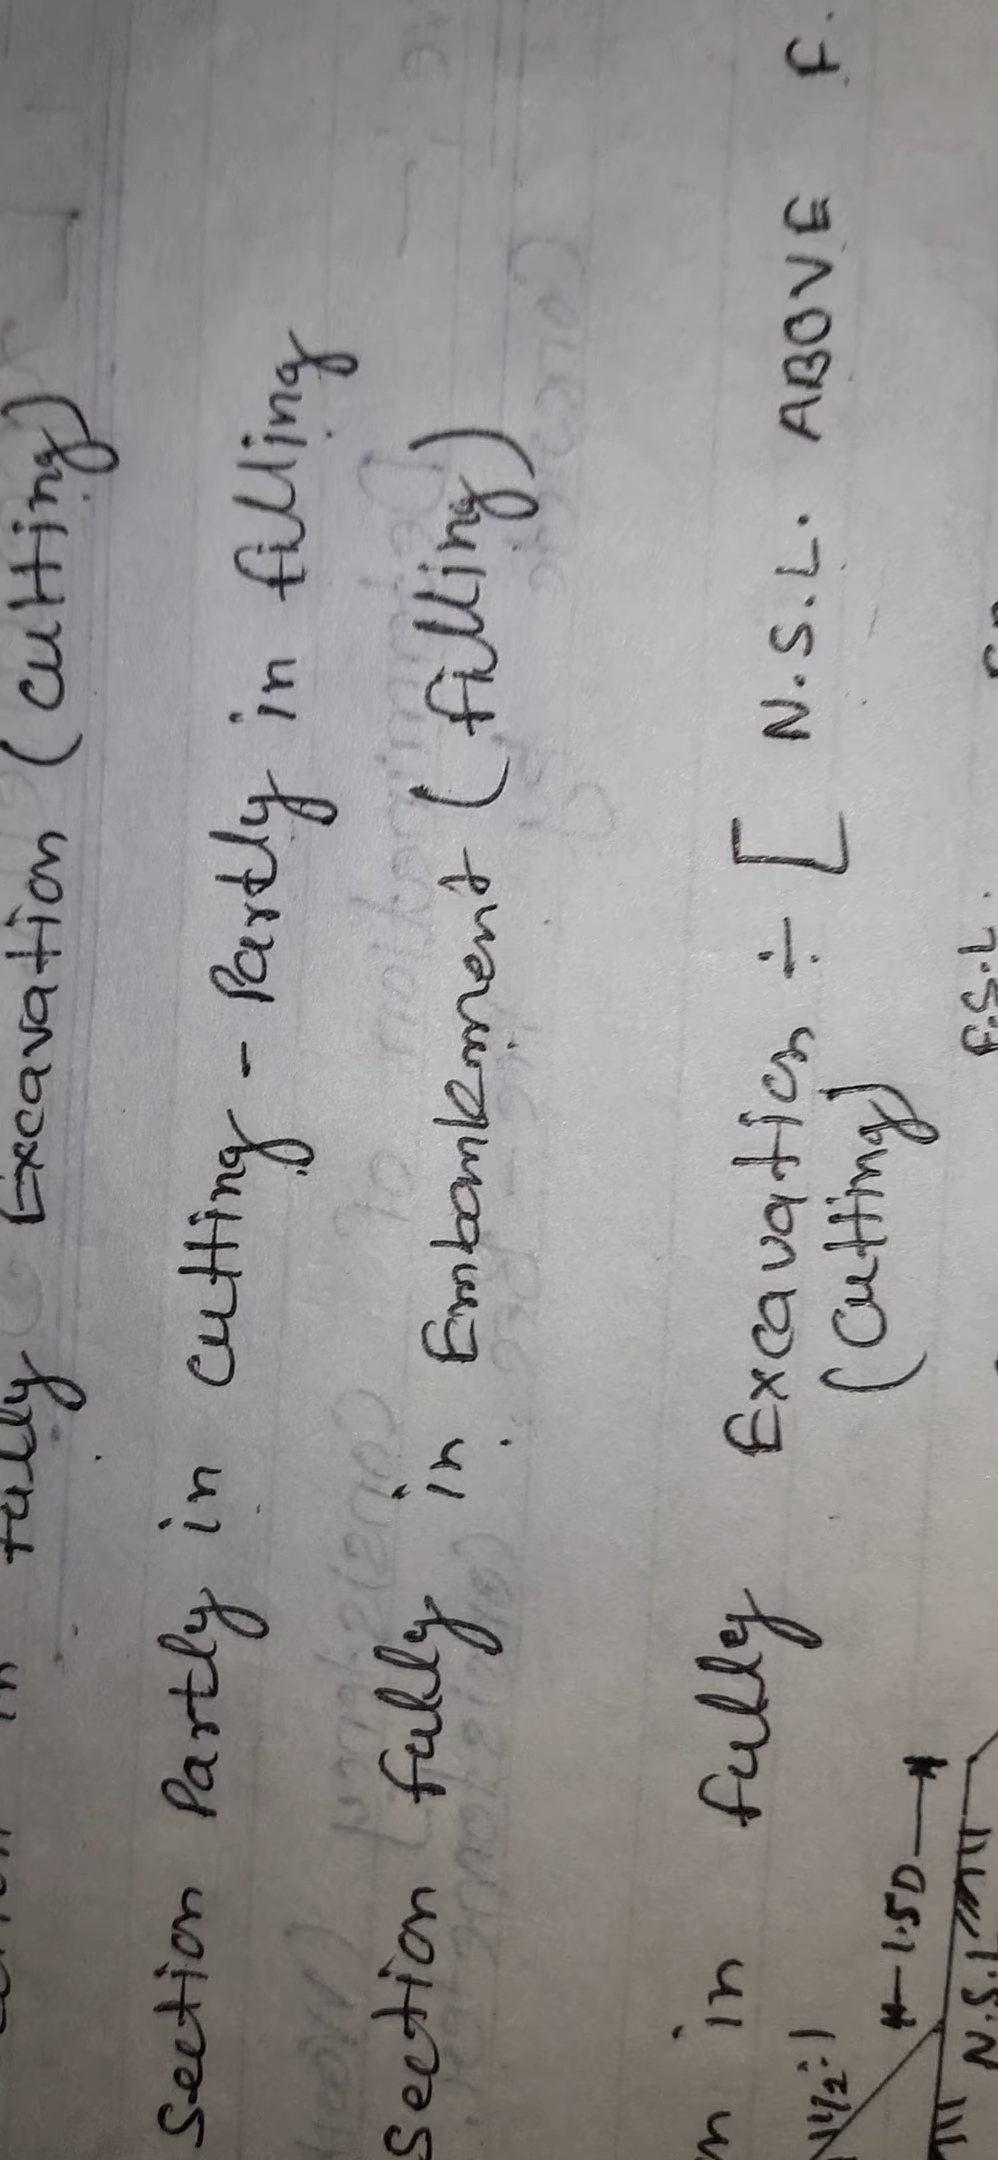 fully Excavation (Cutting)
Section Partly in cutting - Partly in filling
Section fully in Embankment (filling)
in fully Excavation ÷ [ N.S.L. ABOVE F.
(Cutting)
1½:1
1.5D
F.S.L.
N.S.L